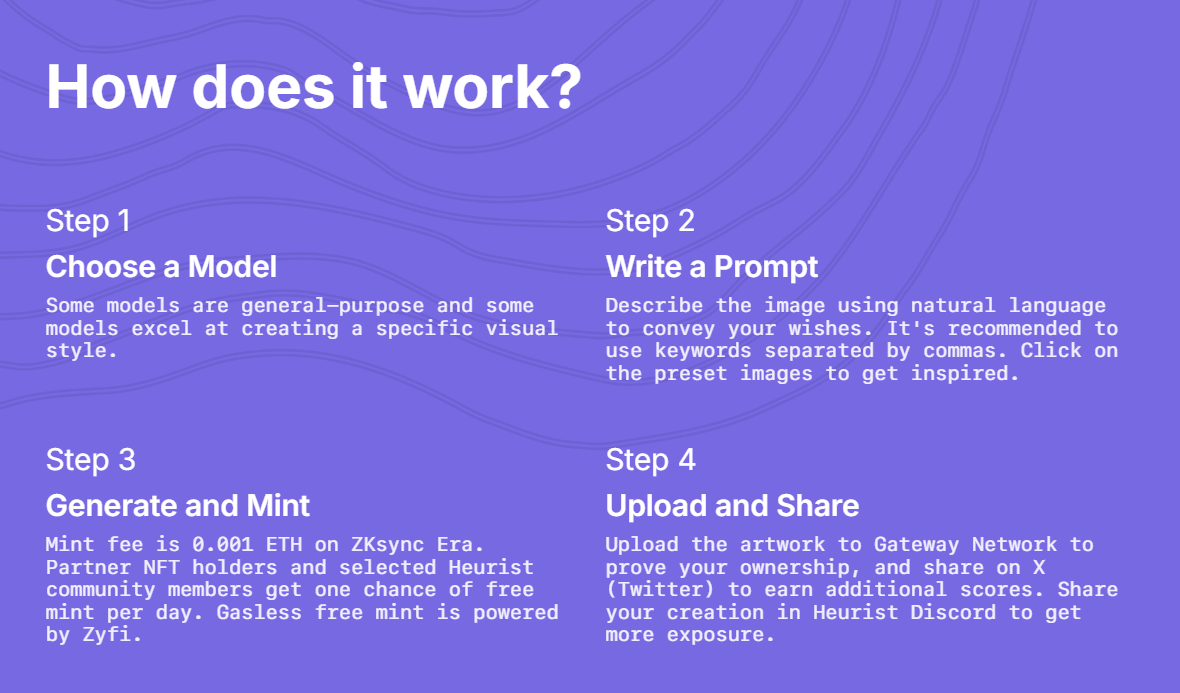 How does it work?
Step 1
Choose a Model
Some models are general-purpose and some
models excel at creating a specific visual
style.
Step 2
Write a Prompt
Describe the image using natural language
to convey your wishes. It's recommended to
use keywords separated by commas. Click on
the preset images to get inspired.
Step 3
Generate and Mint
Mint fee is 0.001 ETH on ZKsync Era.
Partner NFT holders and selected Heurist
community members get one chance of free
mint per day. Gasless free mint is powered
by Zyfi.
Step 4
Upload and Share
Upload the artwork to Gateway Network to
prove your ownership, and share on X
(Twitter) to earn additional scores. Share
your creation in Heurist Discord to get
more exposure.